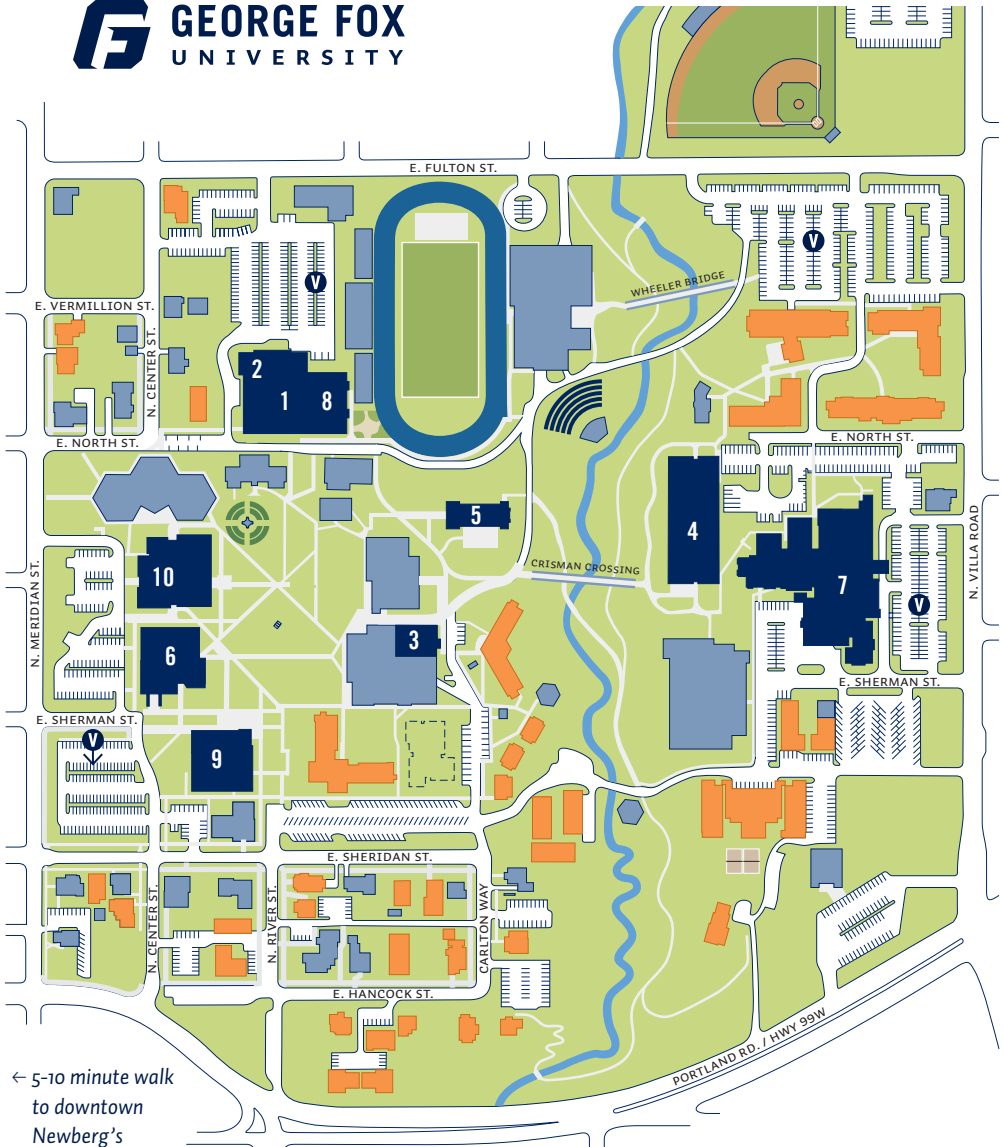 GEORGE FOX
UNIVERSITY
E. FULTON ST.
V
V
WHEELER BRIDGE
E. VERMILLION ST.
N. CENTER ST.
2
1
8
E. NORTH ST.
E. NORTH ST.
5
4
N. VILLA ROAD
CRISMAN CROSSING
10
7
V
N. MERIDIAN ST.
3
6
E. SHERMAN ST.
E. SHERMAN ST.
V
9
E. SHERIDAN ST.
N. CENTER ST.
N. RIVER ST.
CARLTON WAY
E. HANCOCK ST.
PORTLAND RD. / HWY 99W
← 5-10 minute walk
to downtown
Newberg's